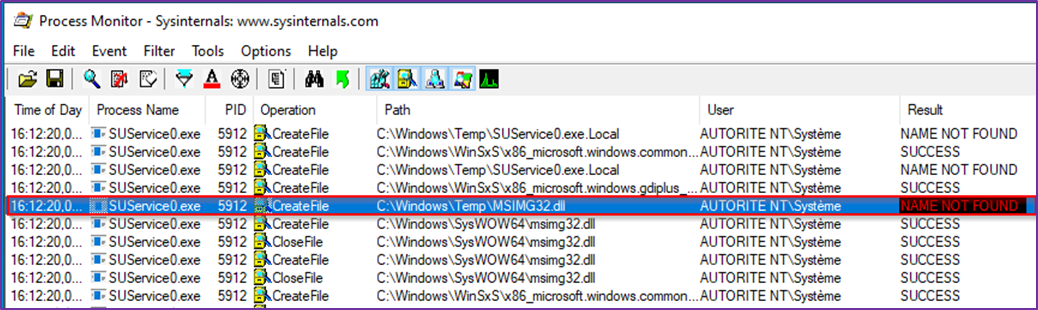 Process Monitor - Sysinternals: www.sysinternals.com
File Edit Event Filter Tools Options Help
Time of Day Process Name PID Operation Path User Result
16:12:20,0... SUService0.exe 5912 CreateFile C:\Windows\Temp\SUService0.exe.Local AUTORITE NT\Système NAME NOT FOUND
16:12:20,0... SUService0.exe 5912 CreateFile C:\Windows\WinSxS\x86_microsoft.windows.common... AUTORITE NT\Système SUCCESS
16:12:20,0... SUService0.exe 5912 CreateFile C:\Windows\Temp\SUService0.exe.Local AUTORITE NT\Système NAME NOT FOUND
16:12:20,0... SUService0.exe 5912 CreateFile C:\Windows\WinSxS\x86_microsoft.windows.gdiplus_... AUTORITE NT\Système SUCCESS
16:12:20,0... SUService0.exe 5912 CreateFile C:\Windows\Temp\MSIMG32.dll AUTORITE NT\Système NAME NOT FOUND
16:12:20,0... SUService0.exe 5912 CreateFile C:\Windows\SysWOW64\msimg32.dll AUTORITE NT\Système SUCCESS
16:12:20,0... SUService0.exe 5912 CloseFile C:\Windows\SysWOW64\msimg32.dll AUTORITE NT\Système SUCCESS
16:12:20,0... SUService0.exe 5912 CreateFile C:\Windows\SysWOW64\msimg32.dll AUTORITE NT\Système SUCCESS
16:12:20,0... SUService0.exe 5912 CloseFile C:\Windows\SysWOW64\msimg32.dll AUTORITE NT\Système SUCCESS
16:12:20,0... SUService0.exe 5912 CreateFile C:\Windows\WinSxS\x86_microsoft.windows.common... AUTORITE NT\Système SUCCESS